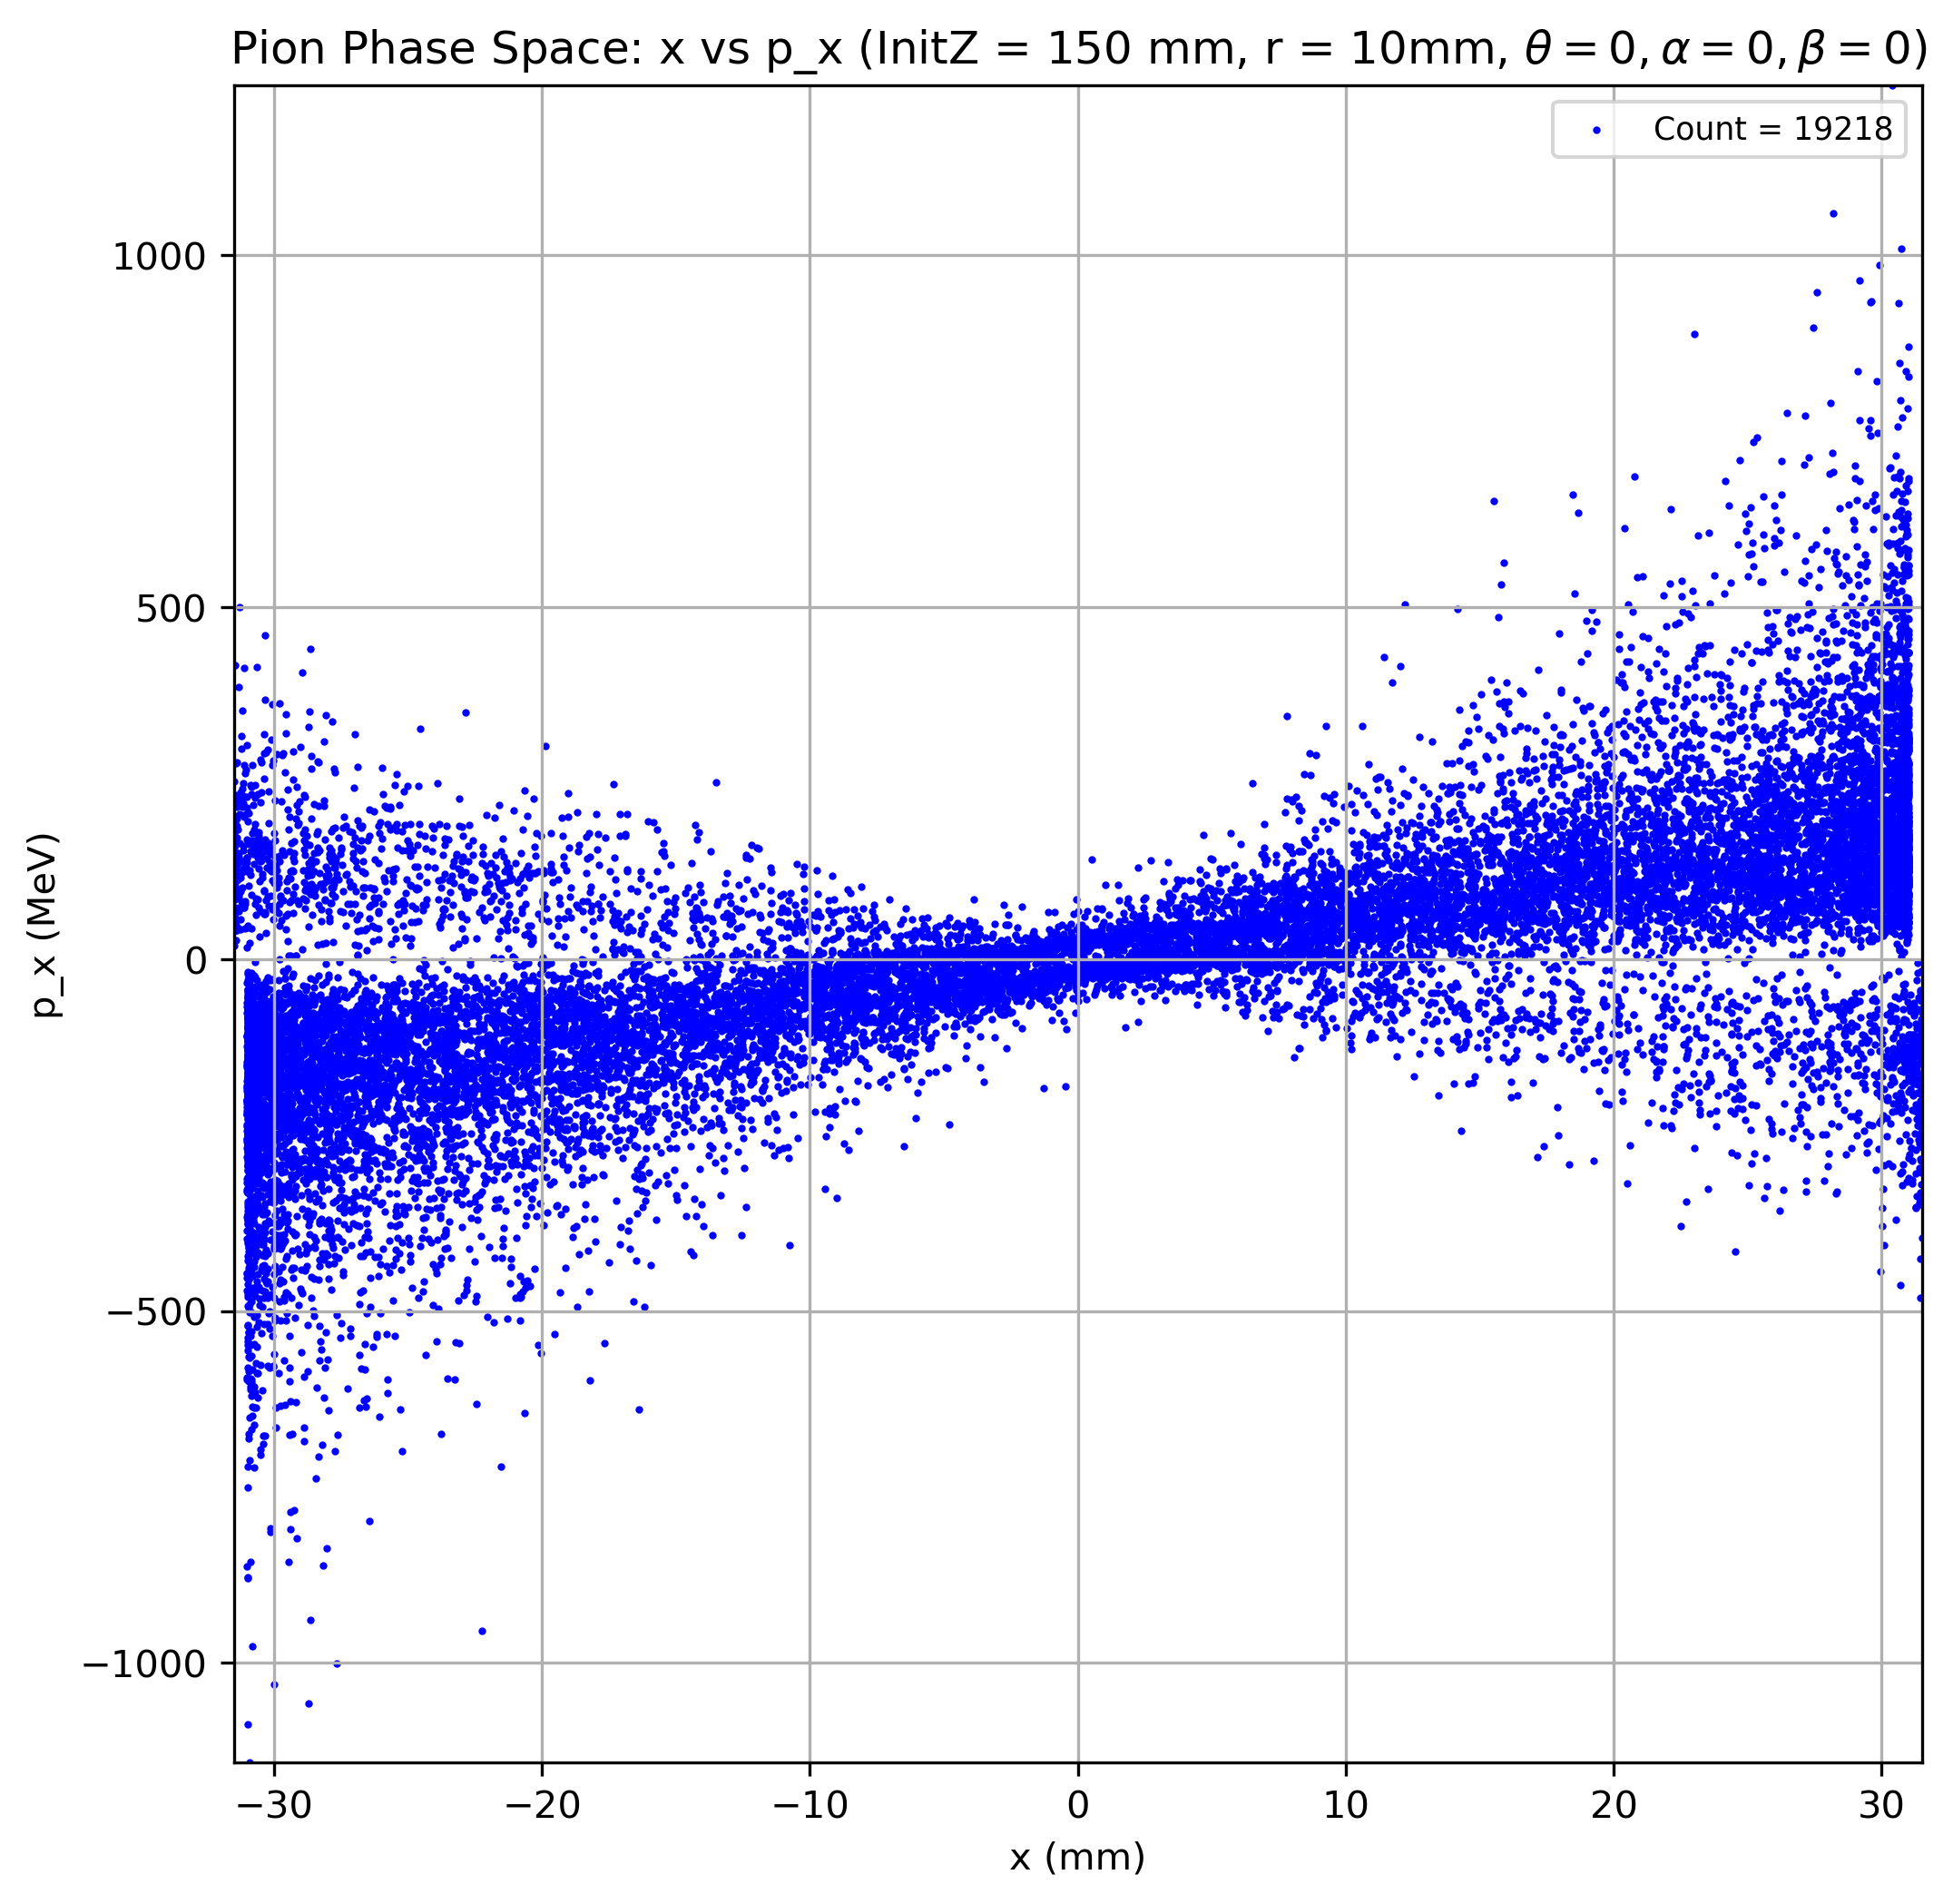 Pion Phase Space: x vs p_x (InitZ = 150 mm, r = 10mm, θ = 0, α = 0, β = 0)
Count = 19218
1000
500
0
−500
−1000
p_x (MeV)
−30 −20 −10 0 10 20 30
x (mm)